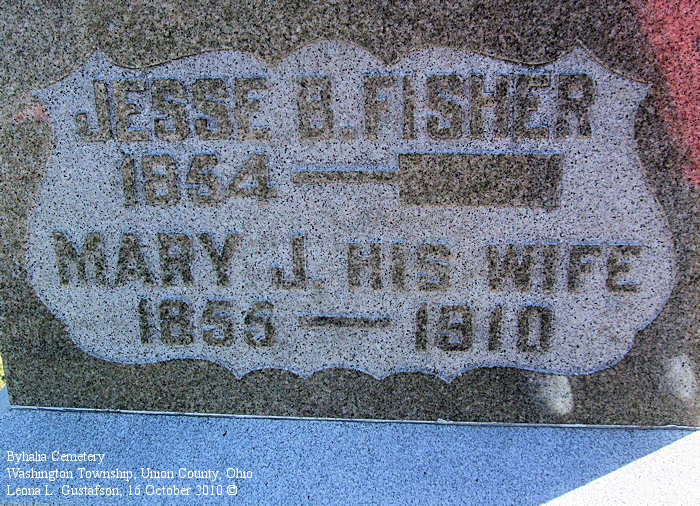 JESSE B. FISHER
1854 —
MARY J. HIS WIFE
1855 — 1910
Byhalia Cemetery
Washington Township, Union County, Ohio
Leona L. Gustafson, 16 October 2010 ©